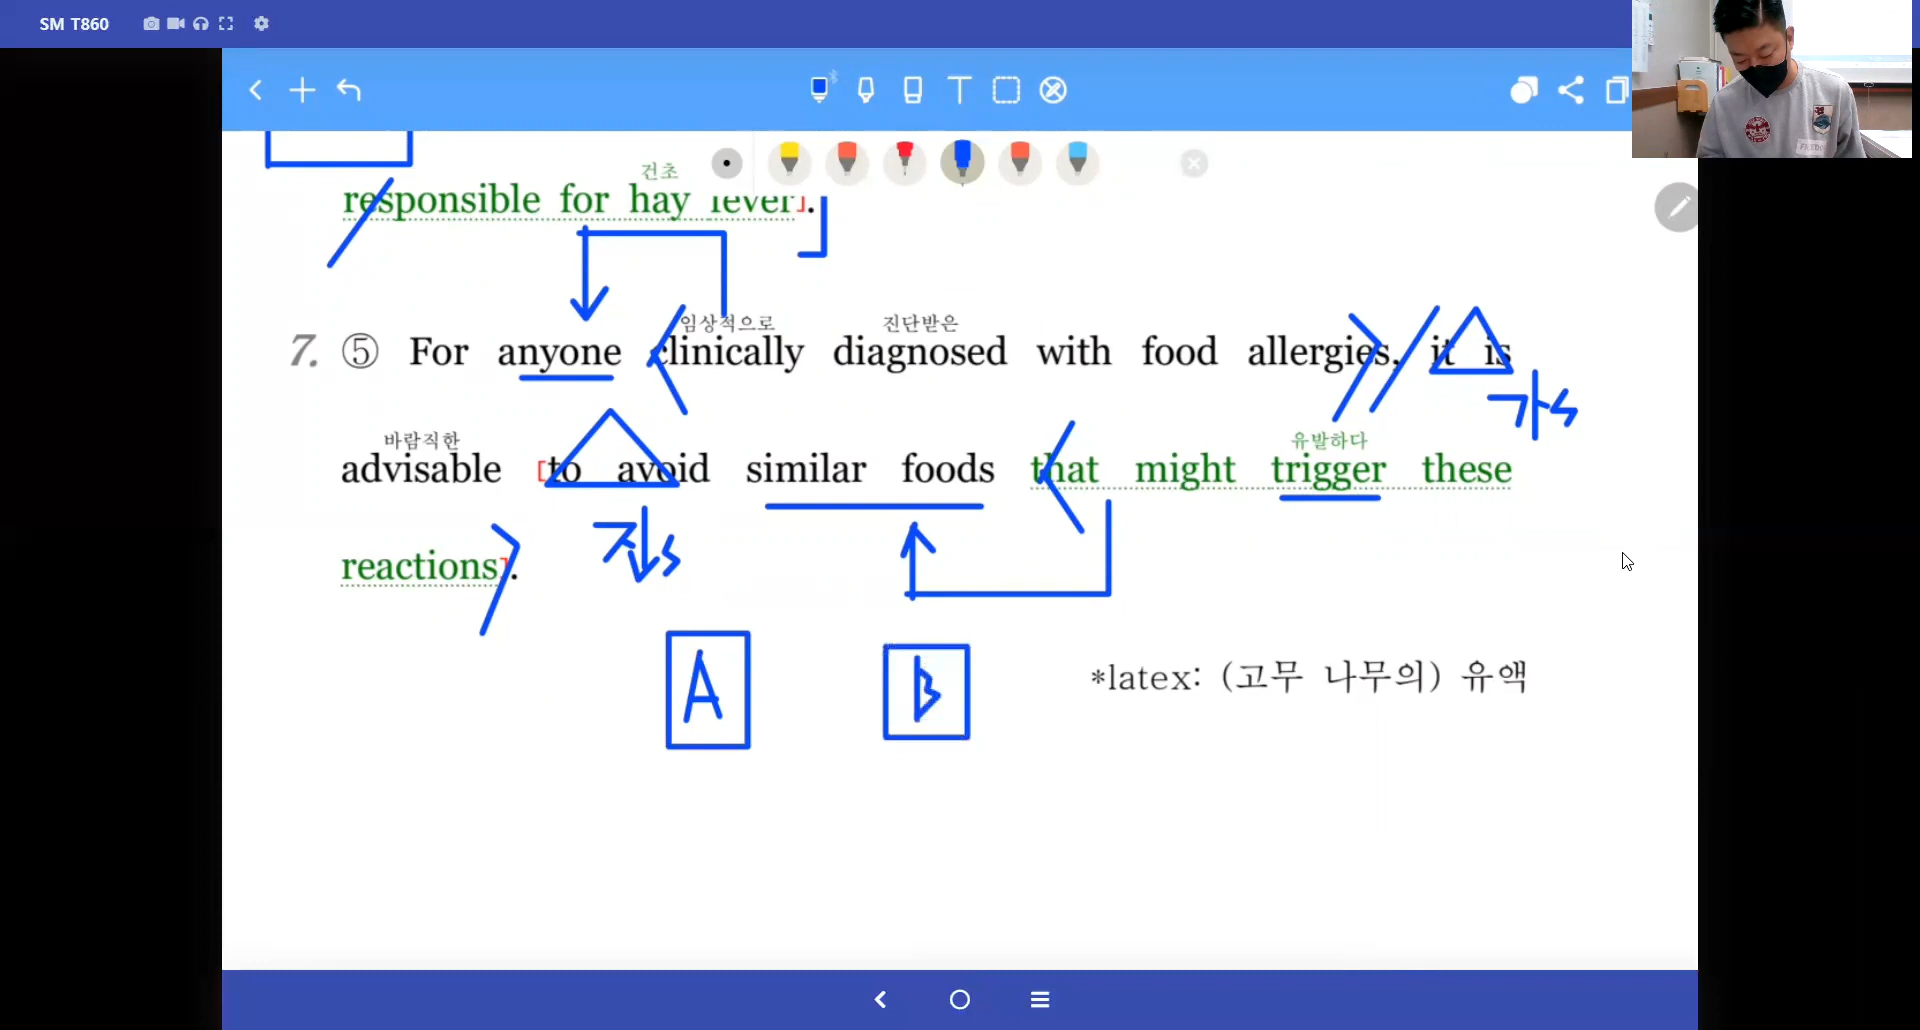 SM T860
건초
responsible for hay fever].
임상적으로 진단받은
7. ⑤ For anyone clinically diagnosed with food allergies, it is
가S
바람직한 유발하다
advisable [to avoid similar foods that might trigger these
진S
reactions].
A B
*latex: (고무 나무의) 유액